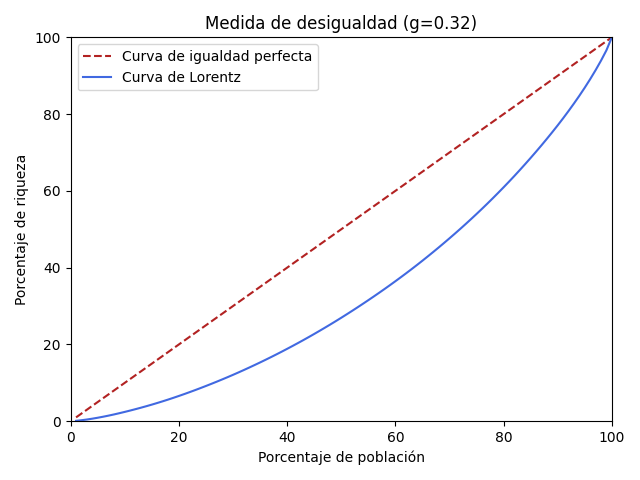 Medida de desigualdad (g=0.32)
Curva de igualdad perfecta
Curva de Lorentz
Porcentaje de riqueza
100
80
60
40
20
0
0 20 40 60 80 100
Porcentaje de población